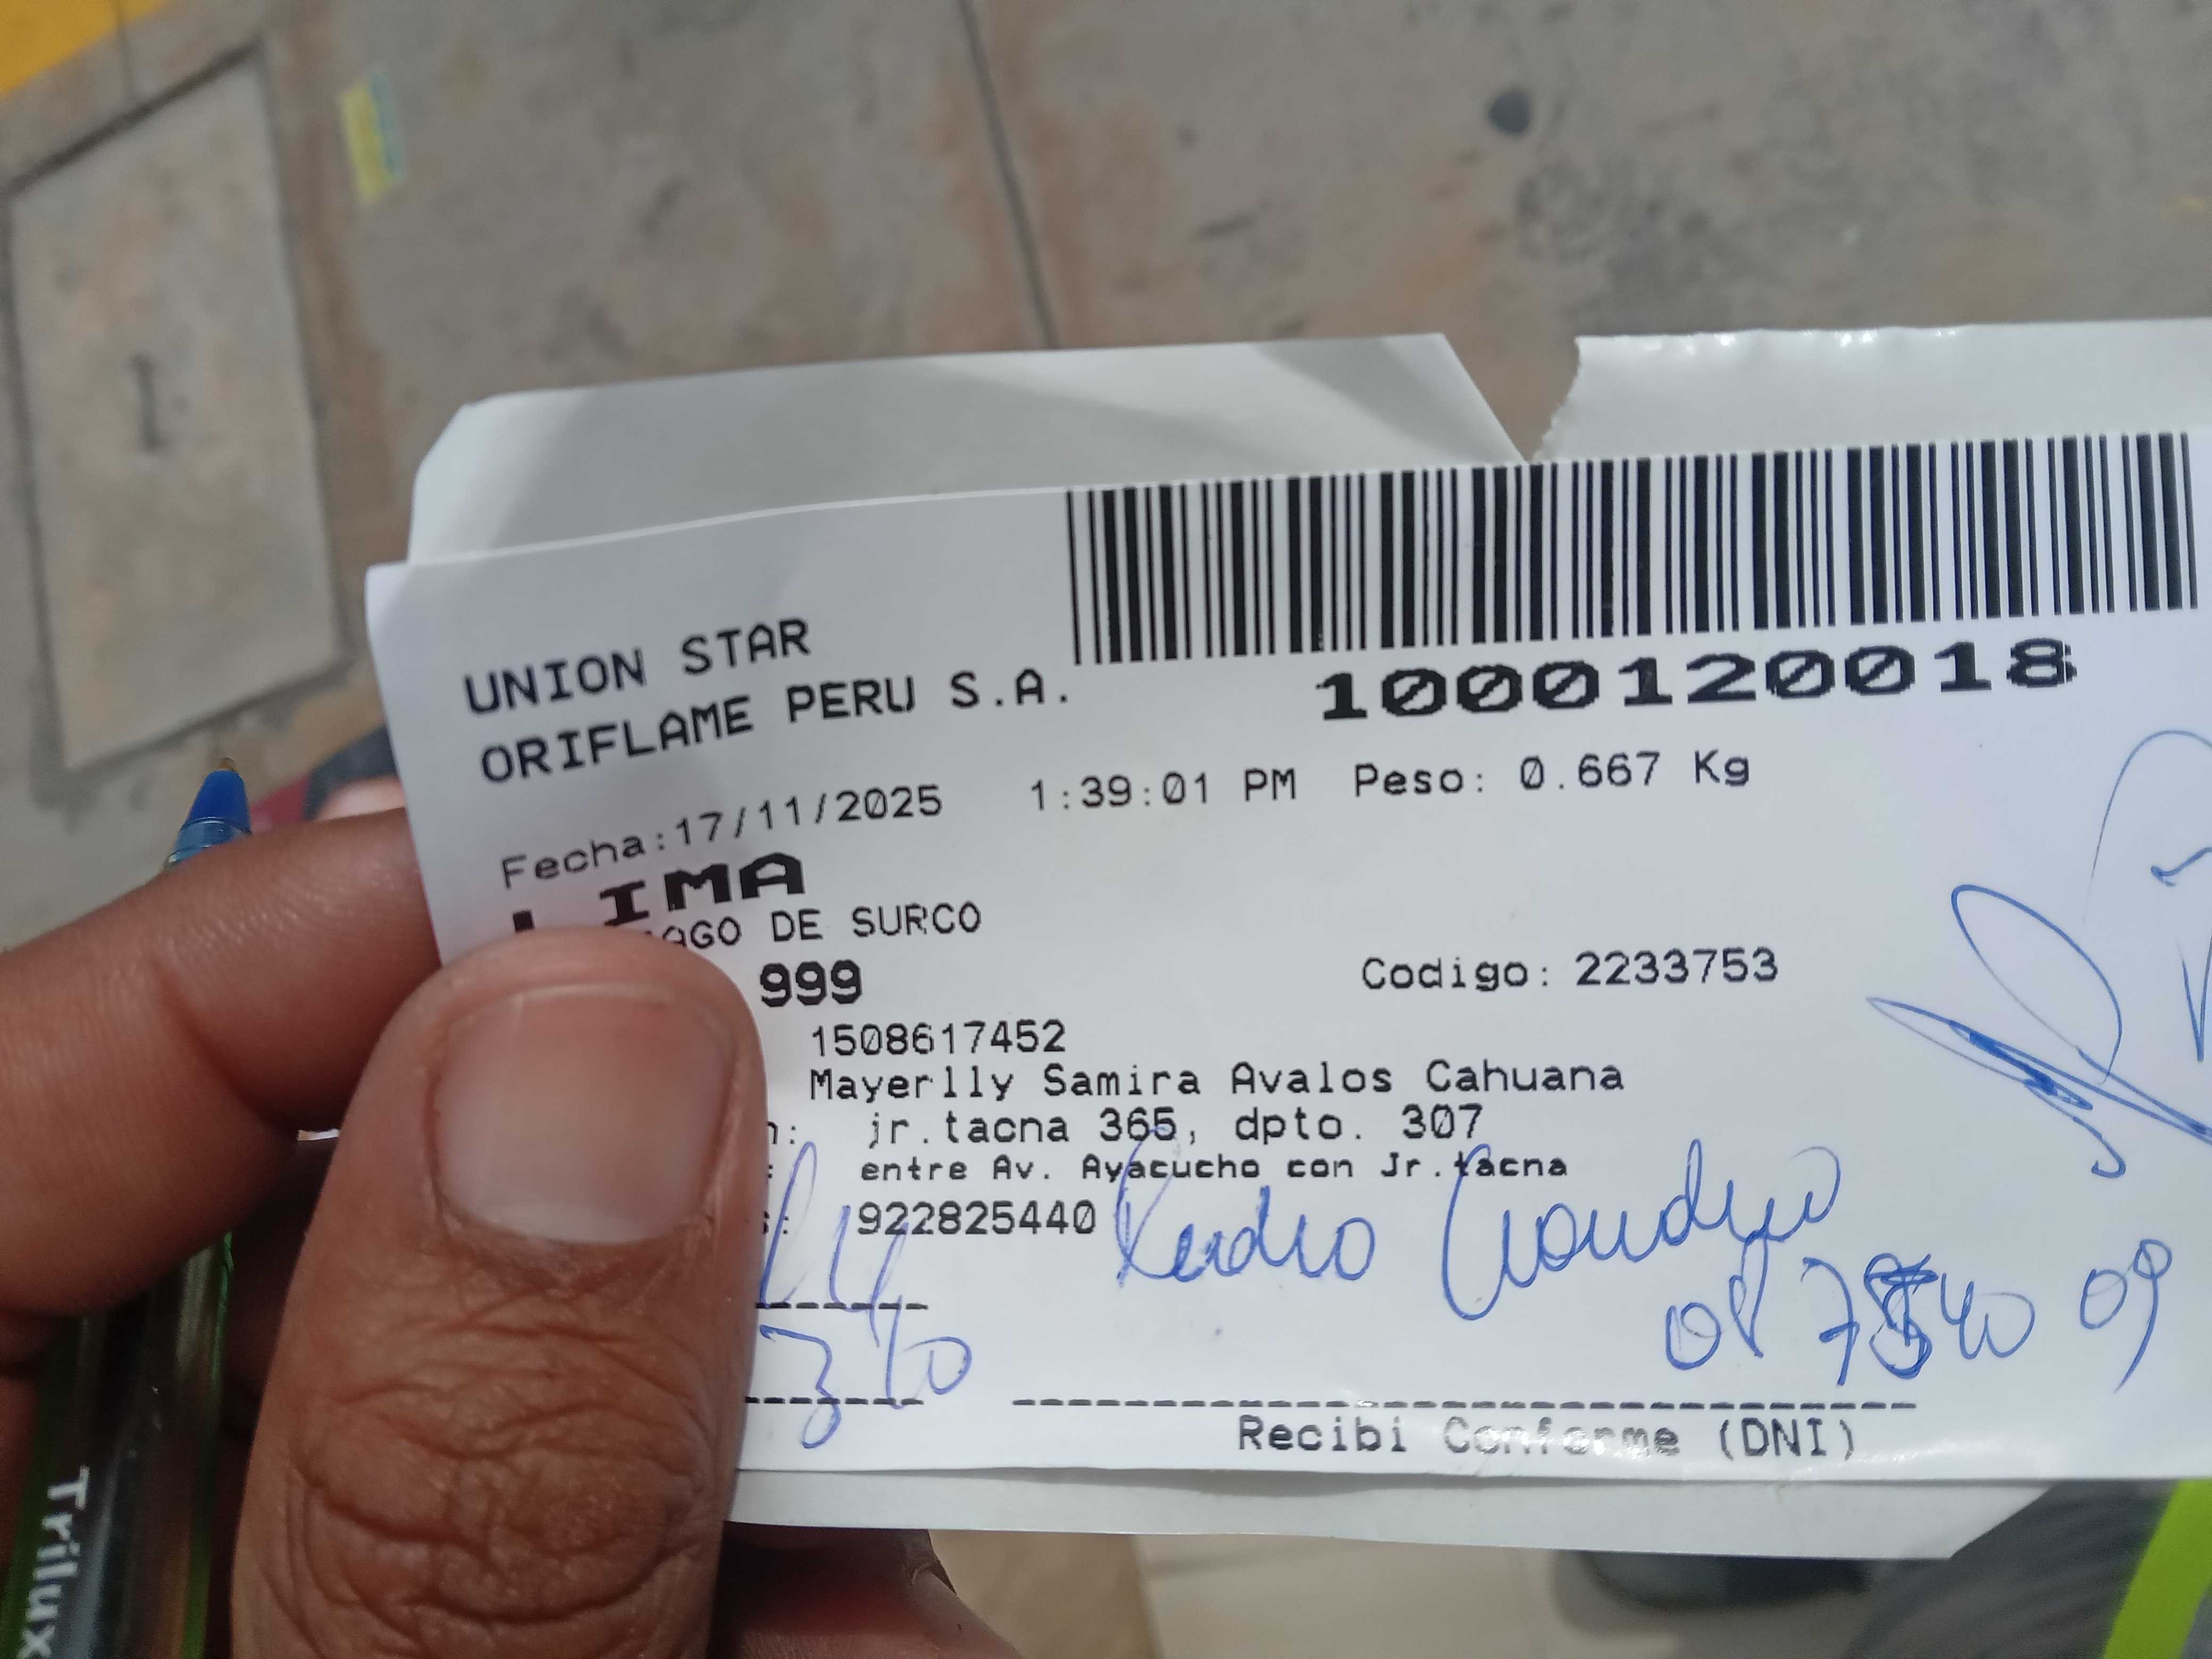 UNION STAR
ORIFLAME PERU S.A.
1000120018
Fecha:17/11/2025 1:39:01 PM Peso: 0.667 Kg
LIMA
AGO DE SURCO
999 Codigo: 2233753
1508617452
Mayerlly Samira Avalos Cahuana
n: jr.tacna 365, dpto. 307
: entre Av. Ayacucho con Jr.tacna
s: 922825440
Recibi Conforme (DNI)
Trilux